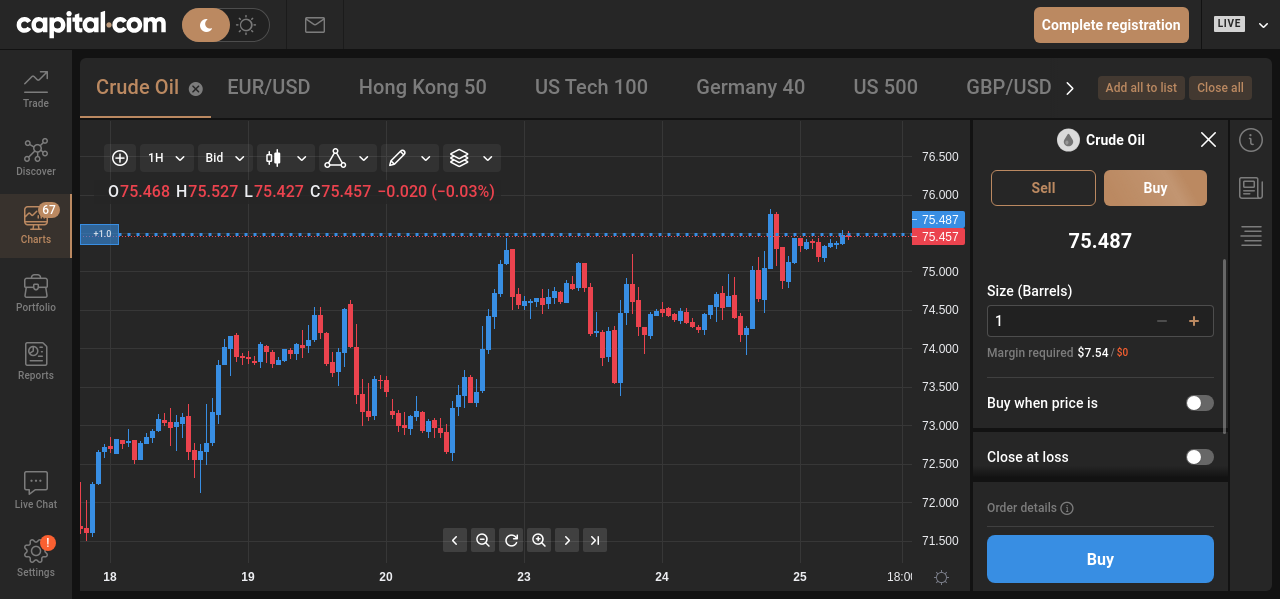 capital.com
Complete registration
LIVE
Trade
Discover
67
Charts
Portfolio
Reports
Live Chat
!
Settings
Crude Oil EUR/USD Hong Kong 50 US Tech 100 Germany 40 US 500 GBP/USD
Add all to list Close all
1H Bid
O75.468 H75.527 L75.427 C75.457 −0.020 (−0.03%)
+1.0
76.500
76.000
75.487
75.457
75.000
74.500
74.000
73.500
73.000
72.500
72.000
71.500
18 19 20 23 24 25 18:00
Crude Oil
Sell Buy
75.487
Size (Barrels)
1
Margin required $7.54 / $0
Buy when price is
Close at loss
Order details
Buy